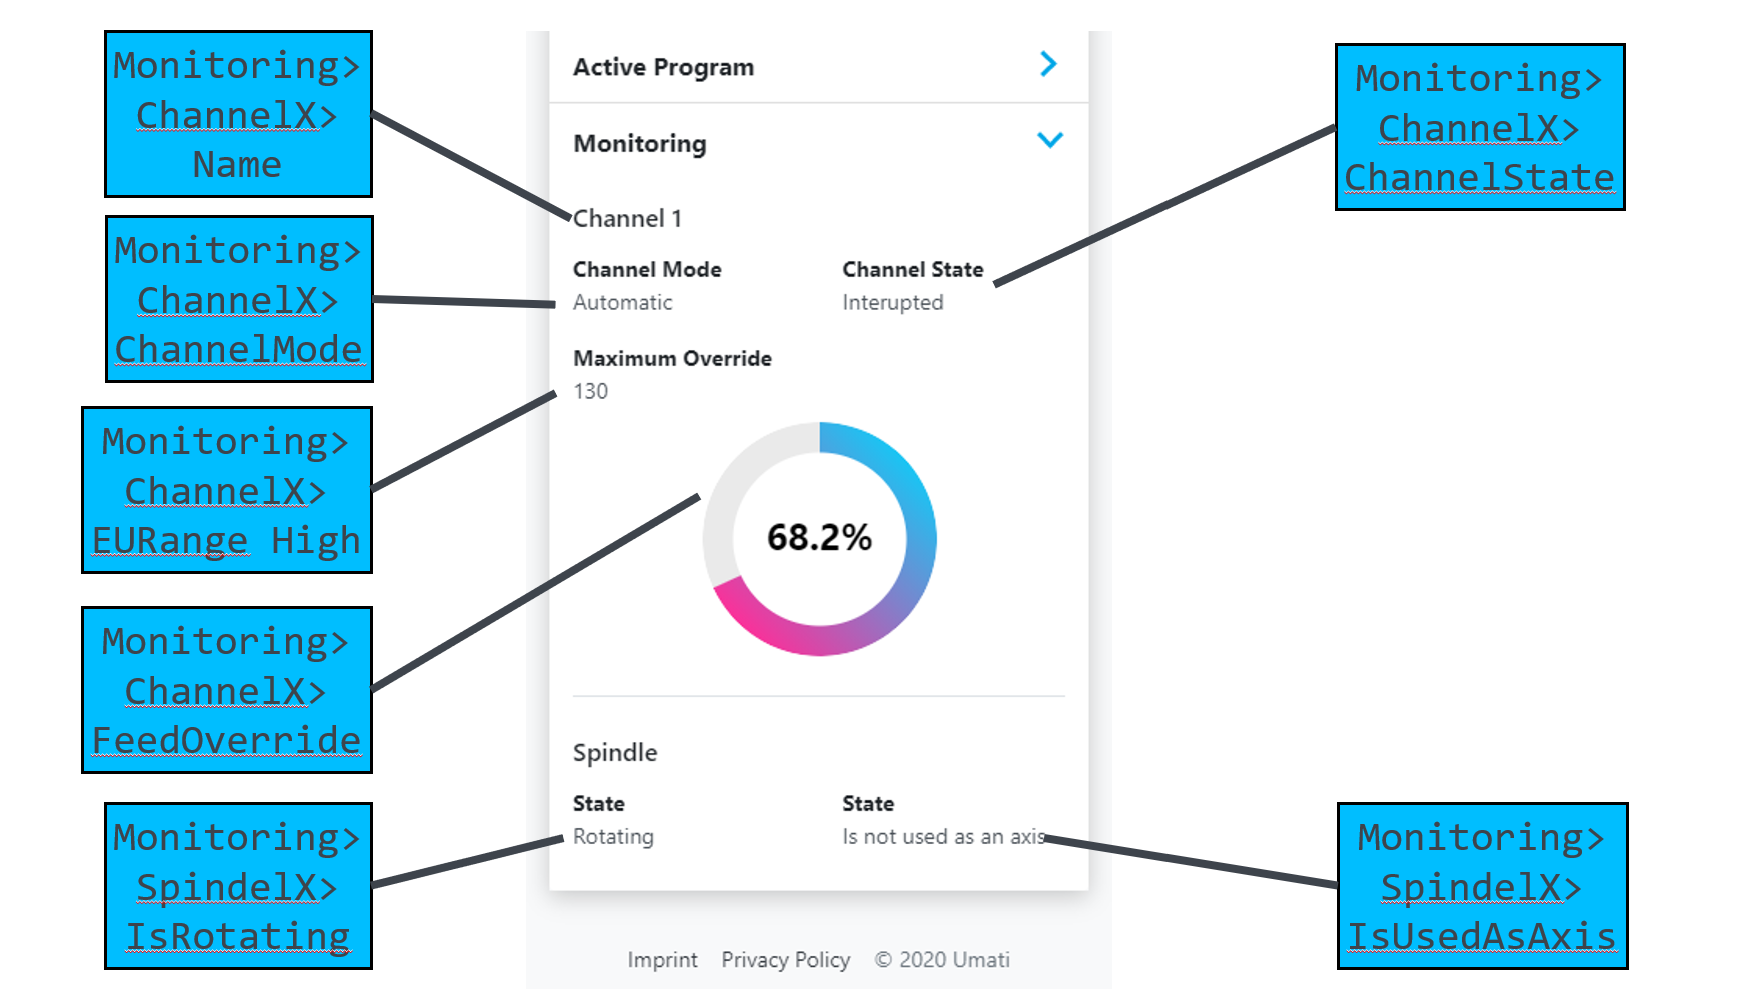 Monitoring>
ChannelX>
Name
Monitoring>
ChannelX>
ChannelMode
Monitoring>
ChannelX>
EURange High
Monitoring>
ChannelX>
FeedOverride
Monitoring>
SpindelX>
IsRotating
Active Program
Monitoring
Channel 1
Channel Mode
Channel State
Automatic
Interupted
Maximum Override
130
68.2%
Spindle
State
State
Rotating
Is not used as an axis
Imprint Privacy Policy © 2020 Umati
Monitoring>
ChannelX>
ChannelState
Monitoring>
SpindelX>
IsUsedAsAxis